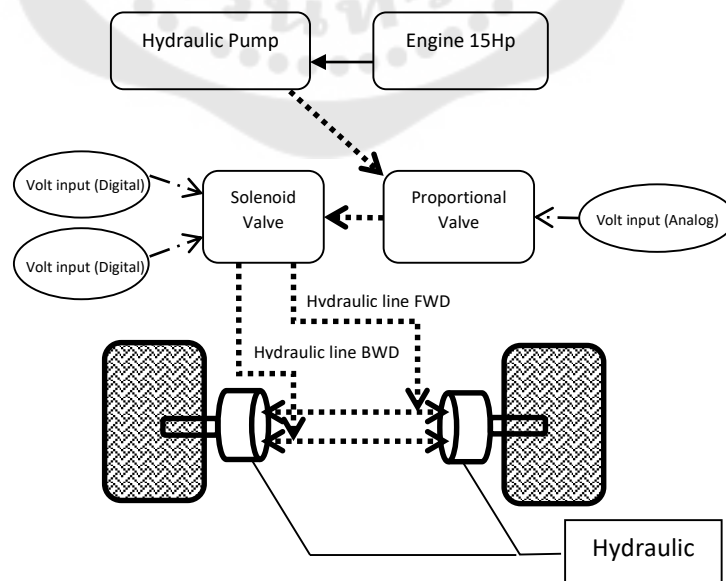 Hydraulic Pump
Engine 15Hp
Volt input (Digital)
Solenoid
Valve
Proportional
Valve
Volt input (Analog)
Volt input (Digital)
Hydraulic line FWD
Hydraulic line BWD
Hydraulic